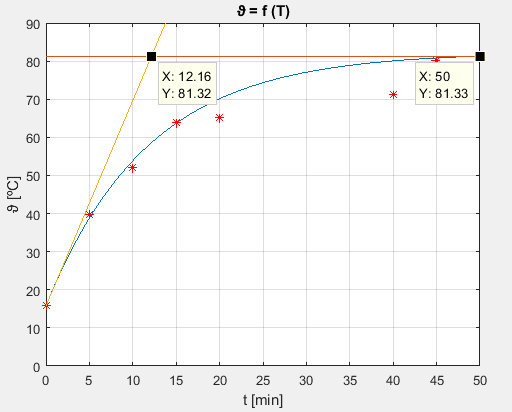 ϑ = f (T)
90
80
70
60
50
40
30
20
10
0
ϑ [ºC]
X: 12.16
Y: 81.32
X: 50
Y: 81.33
0 5 10 15 20 25 30 35 40 45 50
t [min]